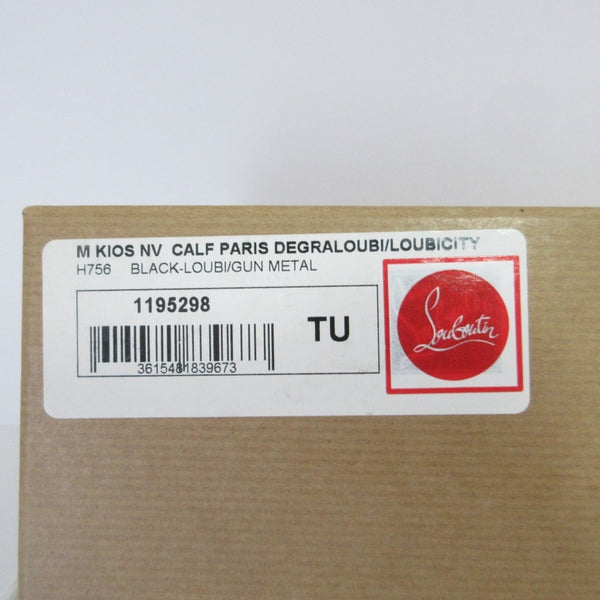 M KIOS NV CALF PARIS DEGRALOUBI/LOUBICITY
H756 BLACK-LOUBI/GUN METAL
1195298
TU
3615481839673
Louboutin